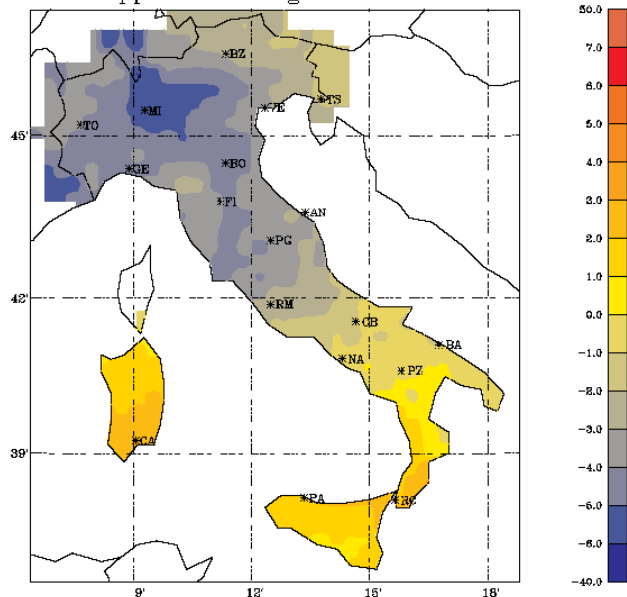 50.0
7.0
6.0
5.0
4.0
3.0
2.0
1.0
0.0
-1.0
-2.0
-3.0
-4.0
-5.0
-6.0
-40.0
*BZ
*TS
*VE
*MI
*TO
45'
*BO
*GE
*FI
*AN
*PG
42'
*RM
*CB
*BA
*NA
*PZ
*CA
39'
*PA
*RC
9'
12'
15'
18'